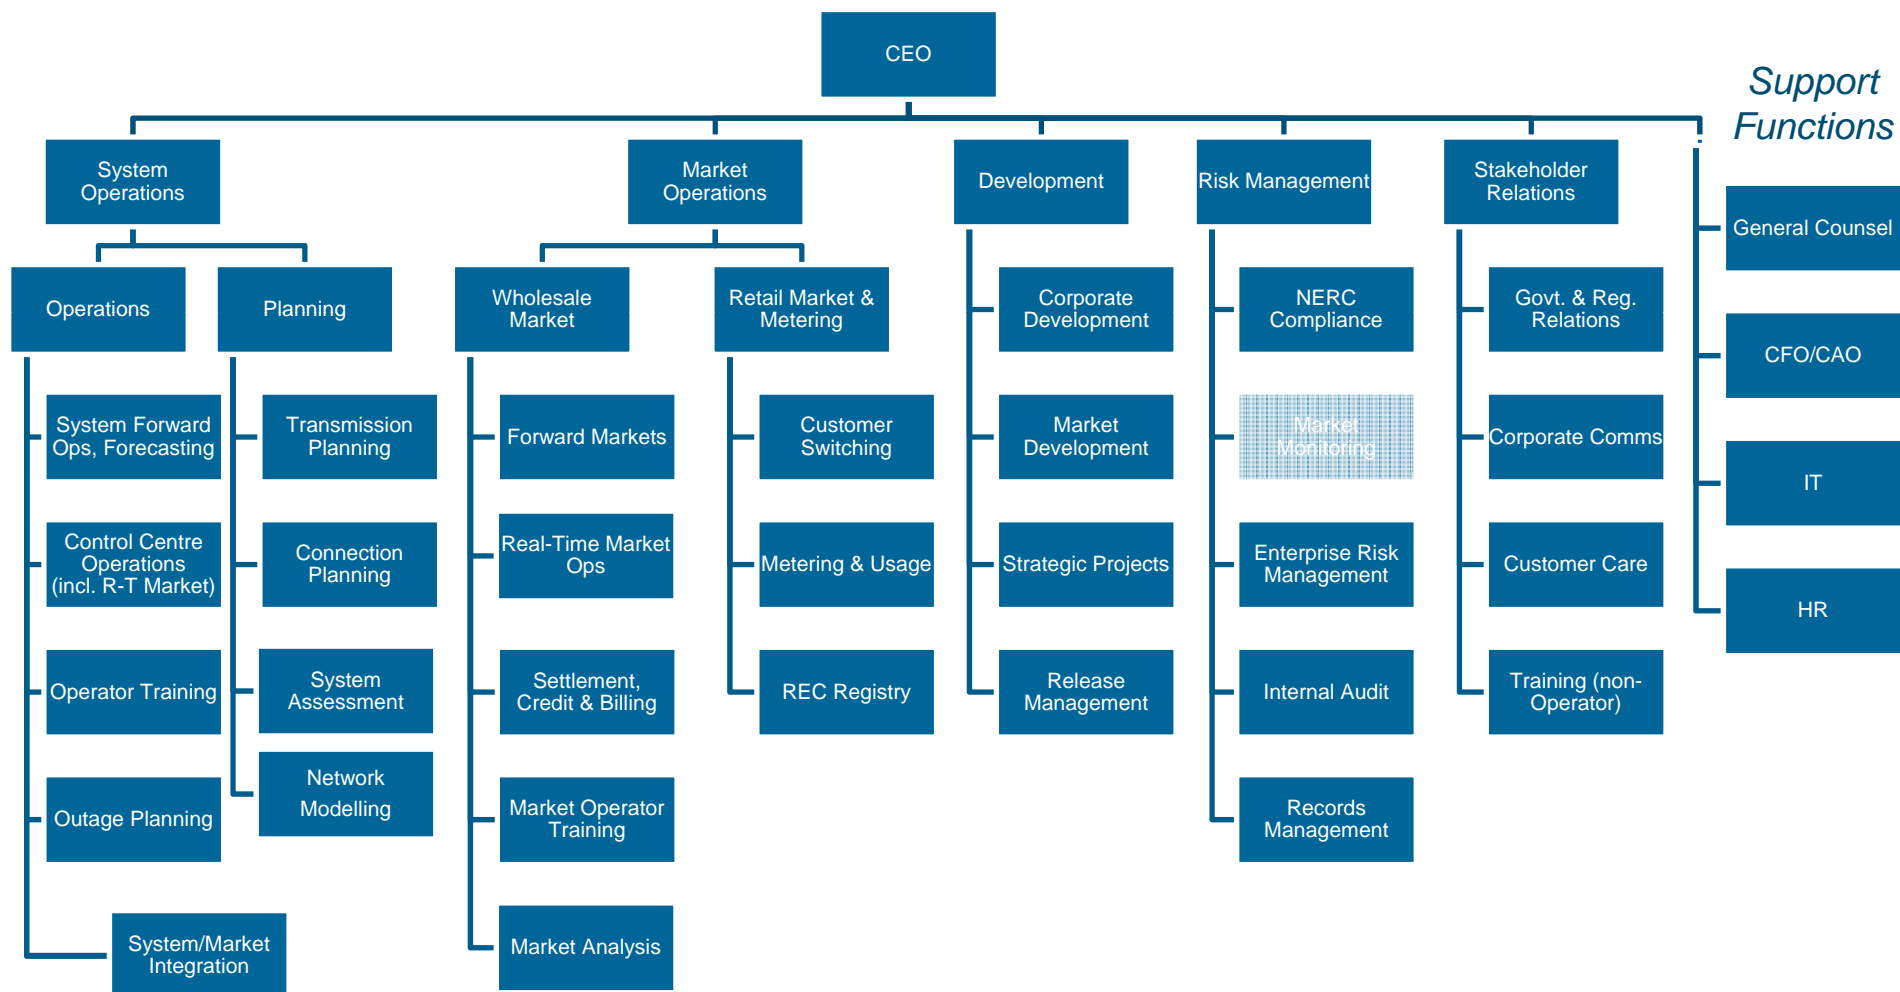 CEO
Support
Functions
System
Operations
Market
Operations
Development
Risk Management
Stakeholder
Relations
General Counsel
CFO/CAO
IT
HR
Operations
Planning
Wholesale
Market
Retail Market &
Metering
Corporate
Development
NERC
Compliance
Govt. & Reg.
Relations
System Forward
Ops, Forecasting
Transmission
Planning
Forward Markets
Customer
Switching
Market
Development
Market
Monitoring
Corporate Comms
Control Centre
Operations
(incl. R-T Market)
Connection
Planning
Real-Time Market
Ops
Metering & Usage
Strategic Projects
Enterprise Risk
Management
Customer Care
Operator Training
System
Assessment
Settlement,
Credit & Billing
REC Registry
Release
Management
Internal Audit
Training (non-
Operator)
Outage Planning
Network
Modelling
Market Operator
Training
Records
Management
System/Market
Integration
Market Analysis